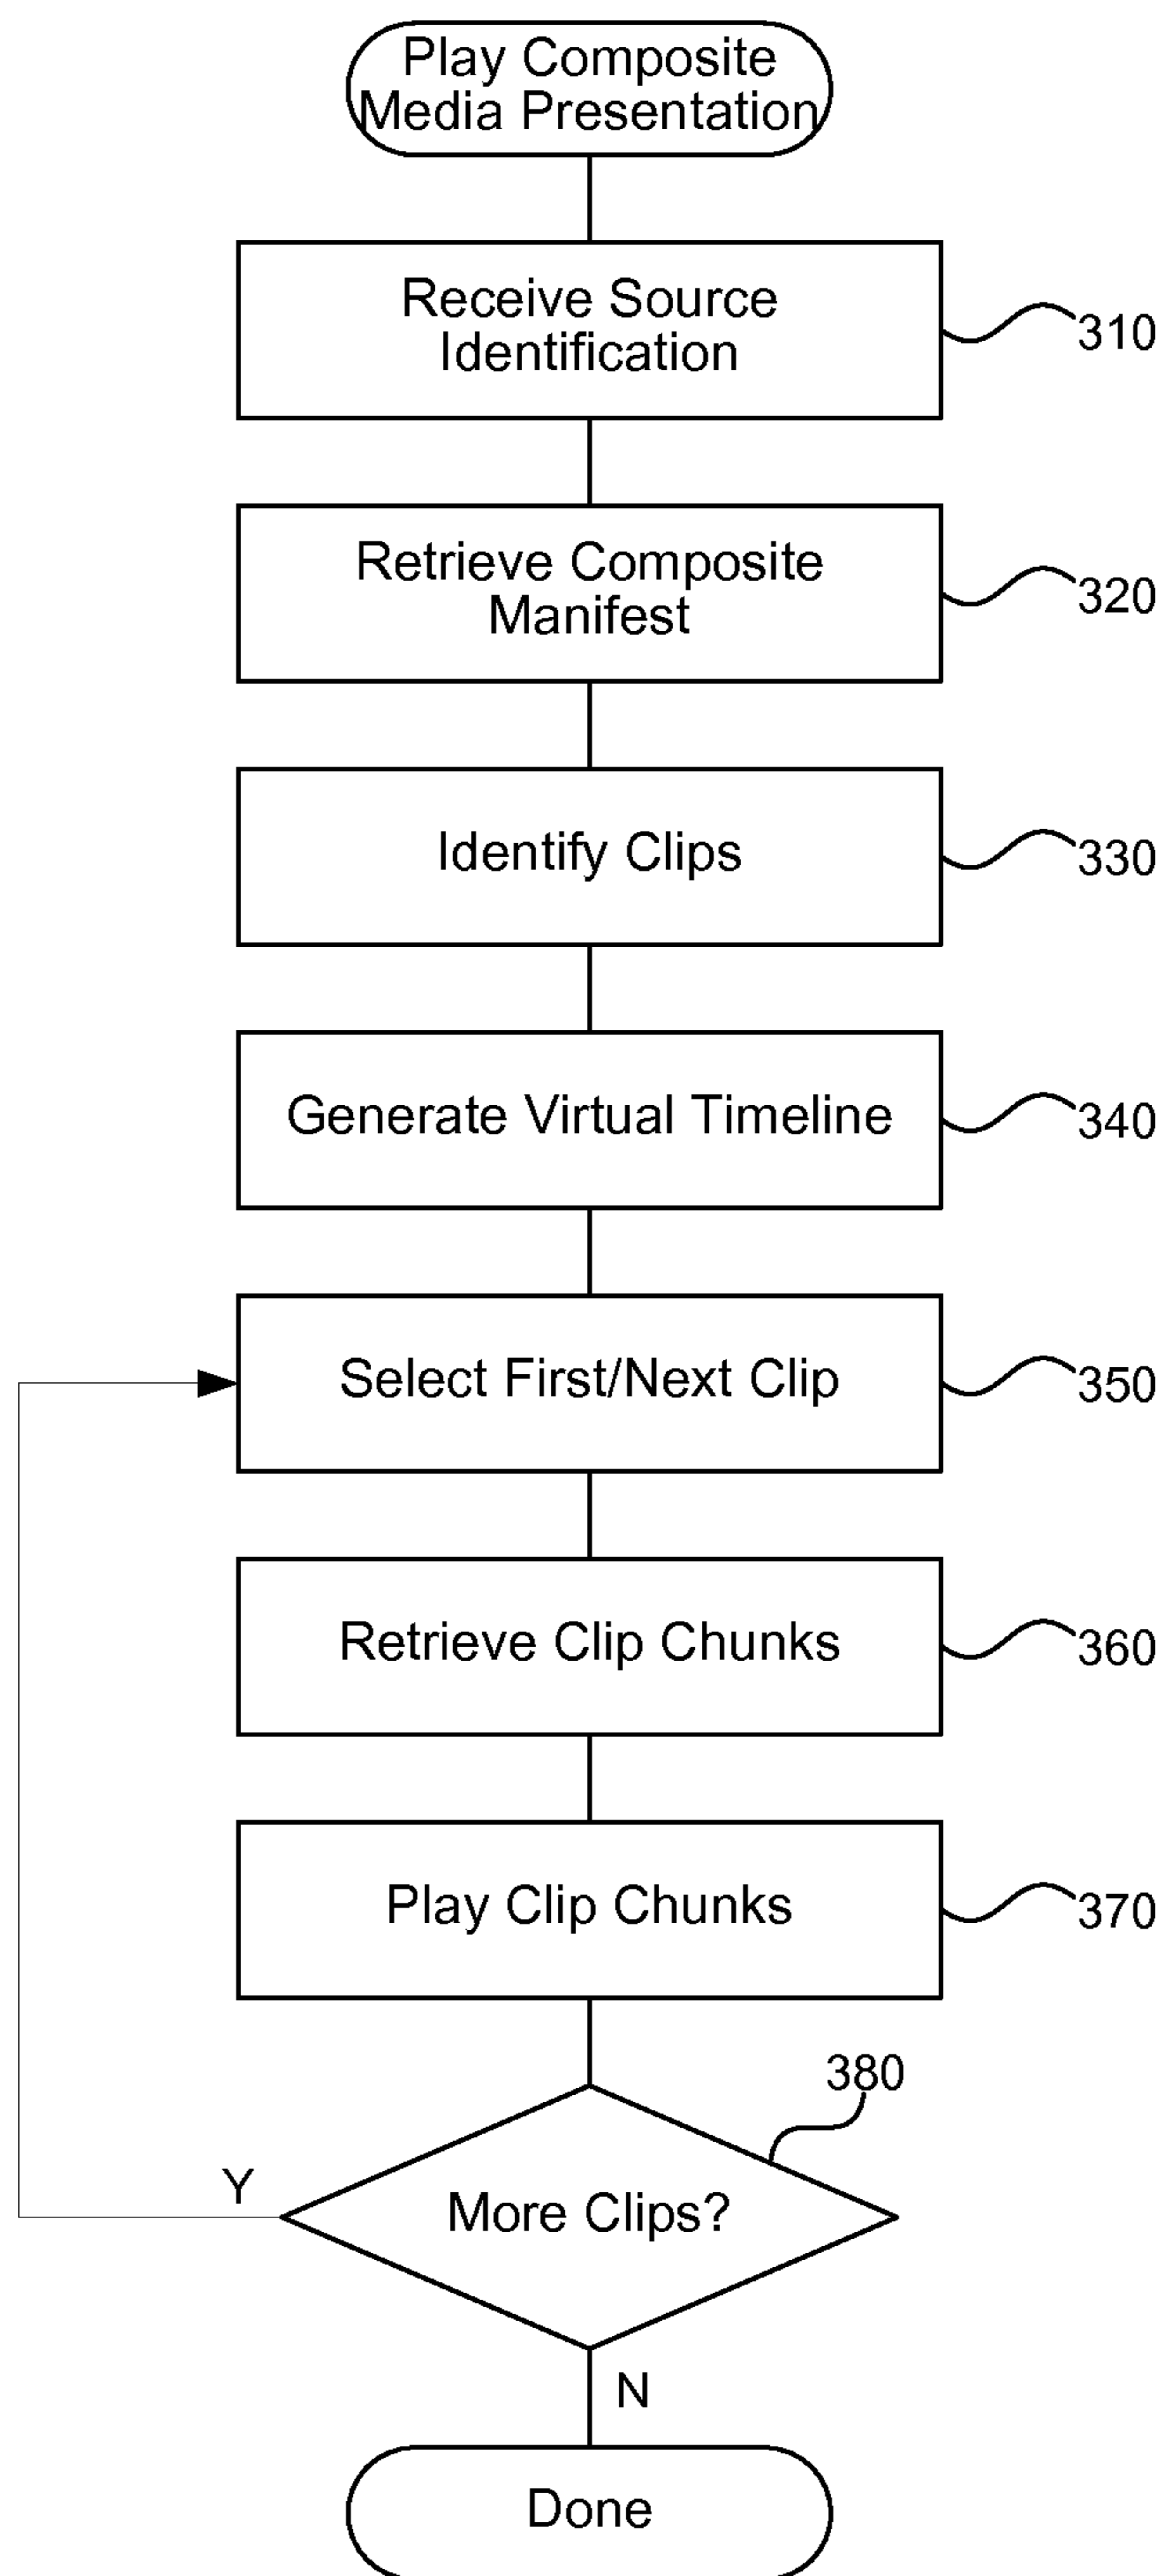 Play Composite
Media Presentation
Receive Source
Identification
310
Retrieve Composite
Manifest
320
Identify Clips
330
Generate Virtual Timeline
340
Select First/Next Clip
350
Retrieve Clip Chunks
360
Play Clip Chunks
370
380
More Clips?
Y
N
Done